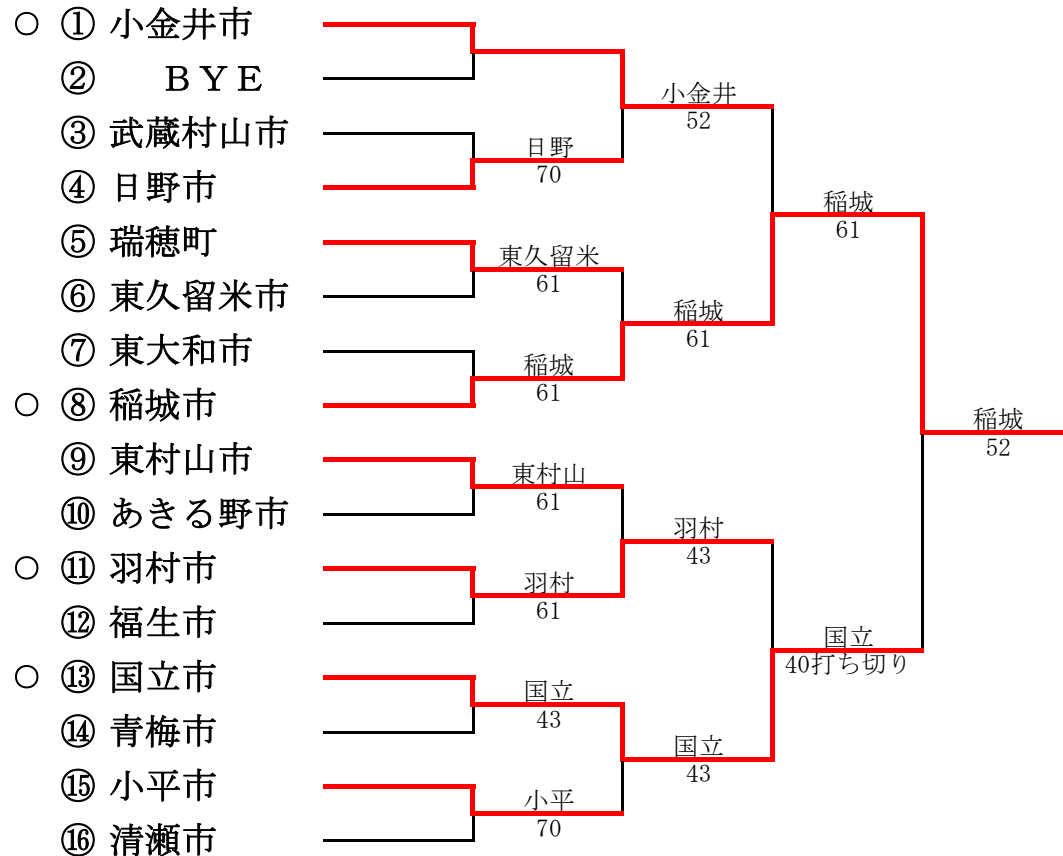 ○ ① 小金井市
② ＢＹＥ
③ 武蔵村山市
④ 日野市
⑤ 瑞穂町
⑥ 東久留米市
⑦ 東大和市
○ ⑧ 稲城市
⑨ 東村山市
⑩ あきる野市
○ ⑪ 羽村市
⑫ 福生市
○ ⑬ 国立市
⑭ 青梅市
⑮ 小平市
⑯ 清瀬市
日野
70
東久留米
61
稲城
61
東村山
61
羽村
61
国立
43
小平
70
小金井
52
稲城
61
羽村
43
国立
43
稲城
61
国立
40打ち切り
稲城
52